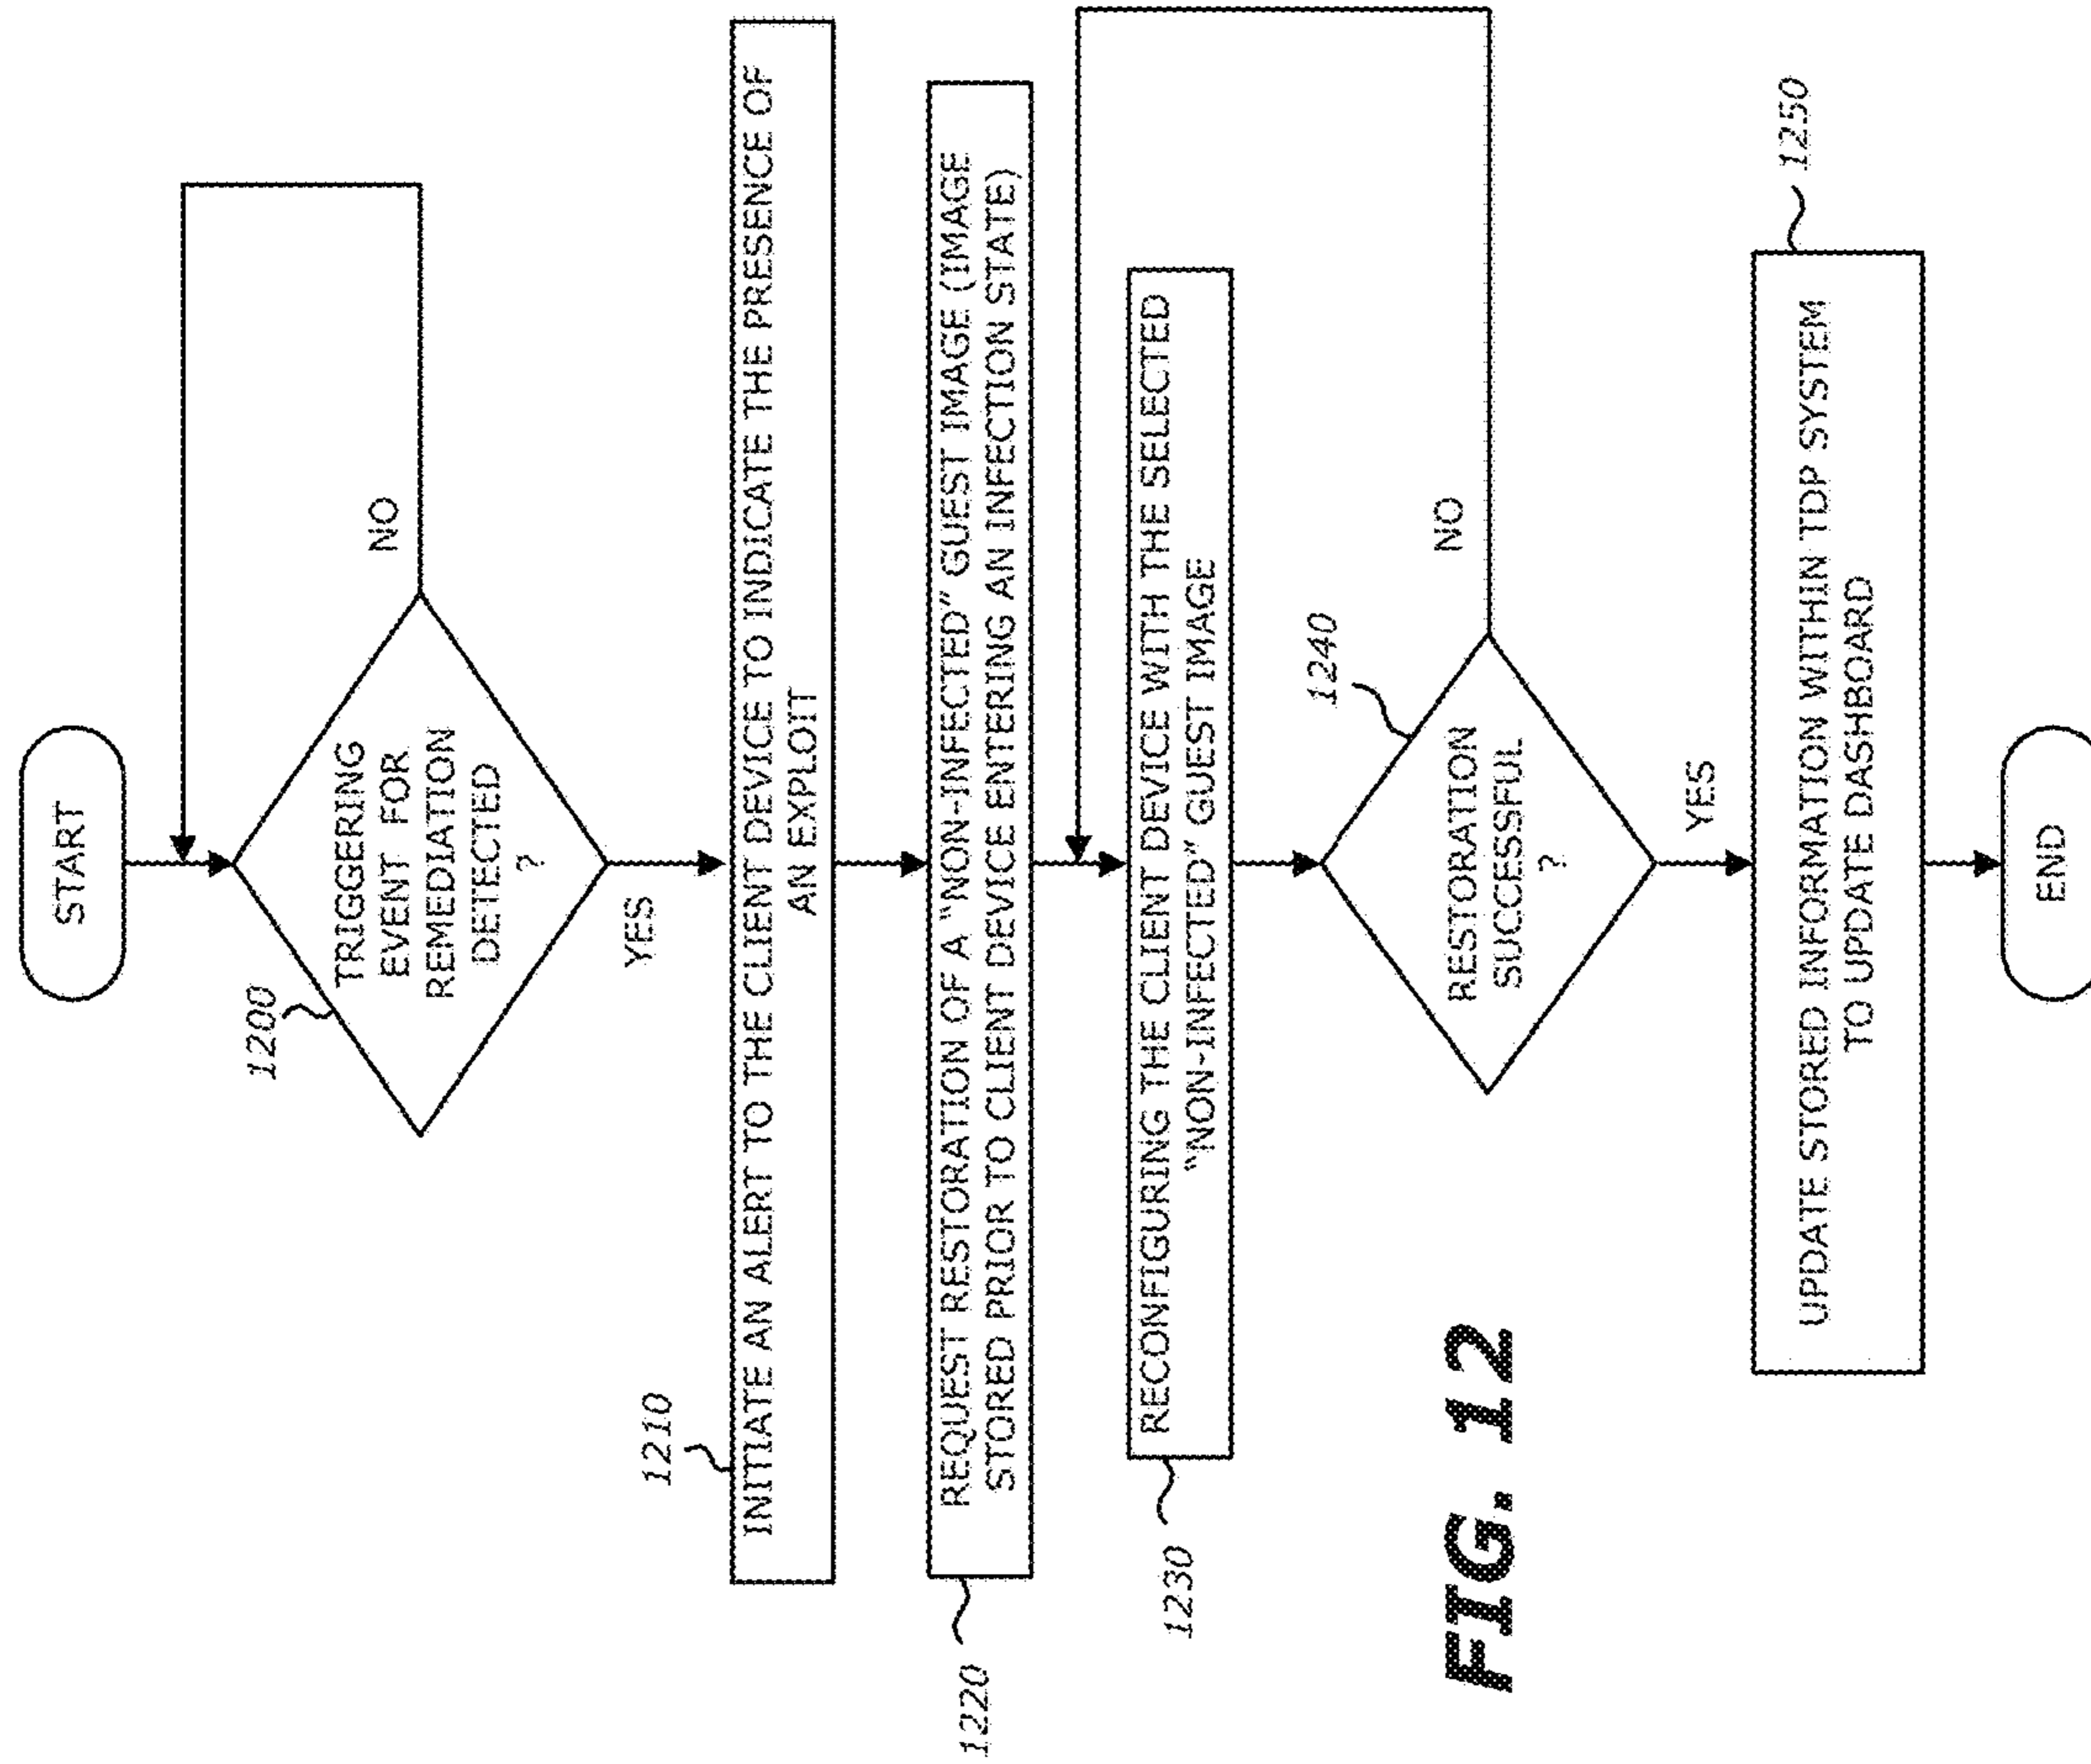 START
1200
TRIGGERING
EVENT FOR
REMEDIATION
DETECTED
?
NO
YES
1210
INITIATE AN ALERT TO THE CLIENT DEVICE TO INDICATE THE PRESENCE OF
AN EXPLOIT
1220
REQUEST RESTORATION OF A "NON-INFECTED" GUEST IMAGE (IMAGE
STORED PRIOR TO CLIENT DEVICE ENTERING AN INFECTION STATE)
1230
RECONFIGURING THE CLIENT DEVICE WITH THE SELECTED
"NON-INFECTED" GUEST IMAGE
1240
RESTORATION
SUCCESSFUL
?
NO
YES
1250
UPDATE STORED INFORMATION WITHIN TDP SYSTEM
TO UPDATE DASHBOARD
END
FIG. 12